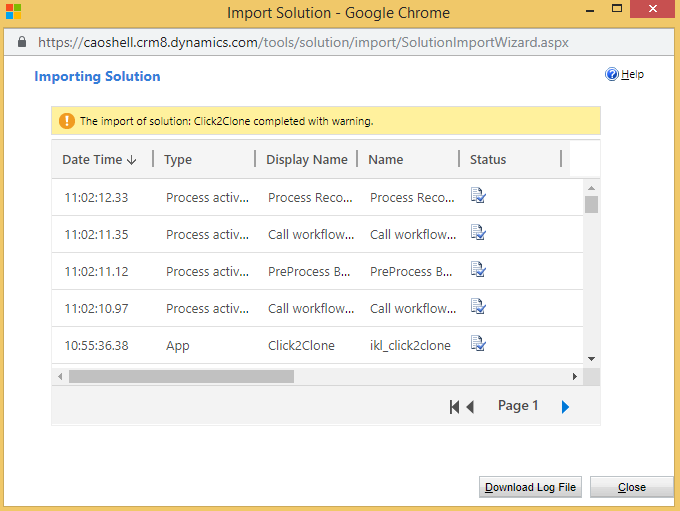 Import Solution - Google Chrome
https://caoshell.crm8.dynamics.com/tools/solution/import/SolutionImportWizard.aspx
Importing Solution
Help
The import of solution: Click2Clone completed with warning.
Date Time Type Display Name Name Status
11:02:12.33 Process activ... Process Reco... Process Reco...
11:02:11.35 Process activ... Call workflow... Call workflow...
11:02:11.12 Process activ... PreProcess B... PreProcess B...
11:02:10.97 Process activ... Call workflow... Call workflow...
10:55:36.38 App Click2Clone ikl_click2clone
Page 1
Download Log File Close